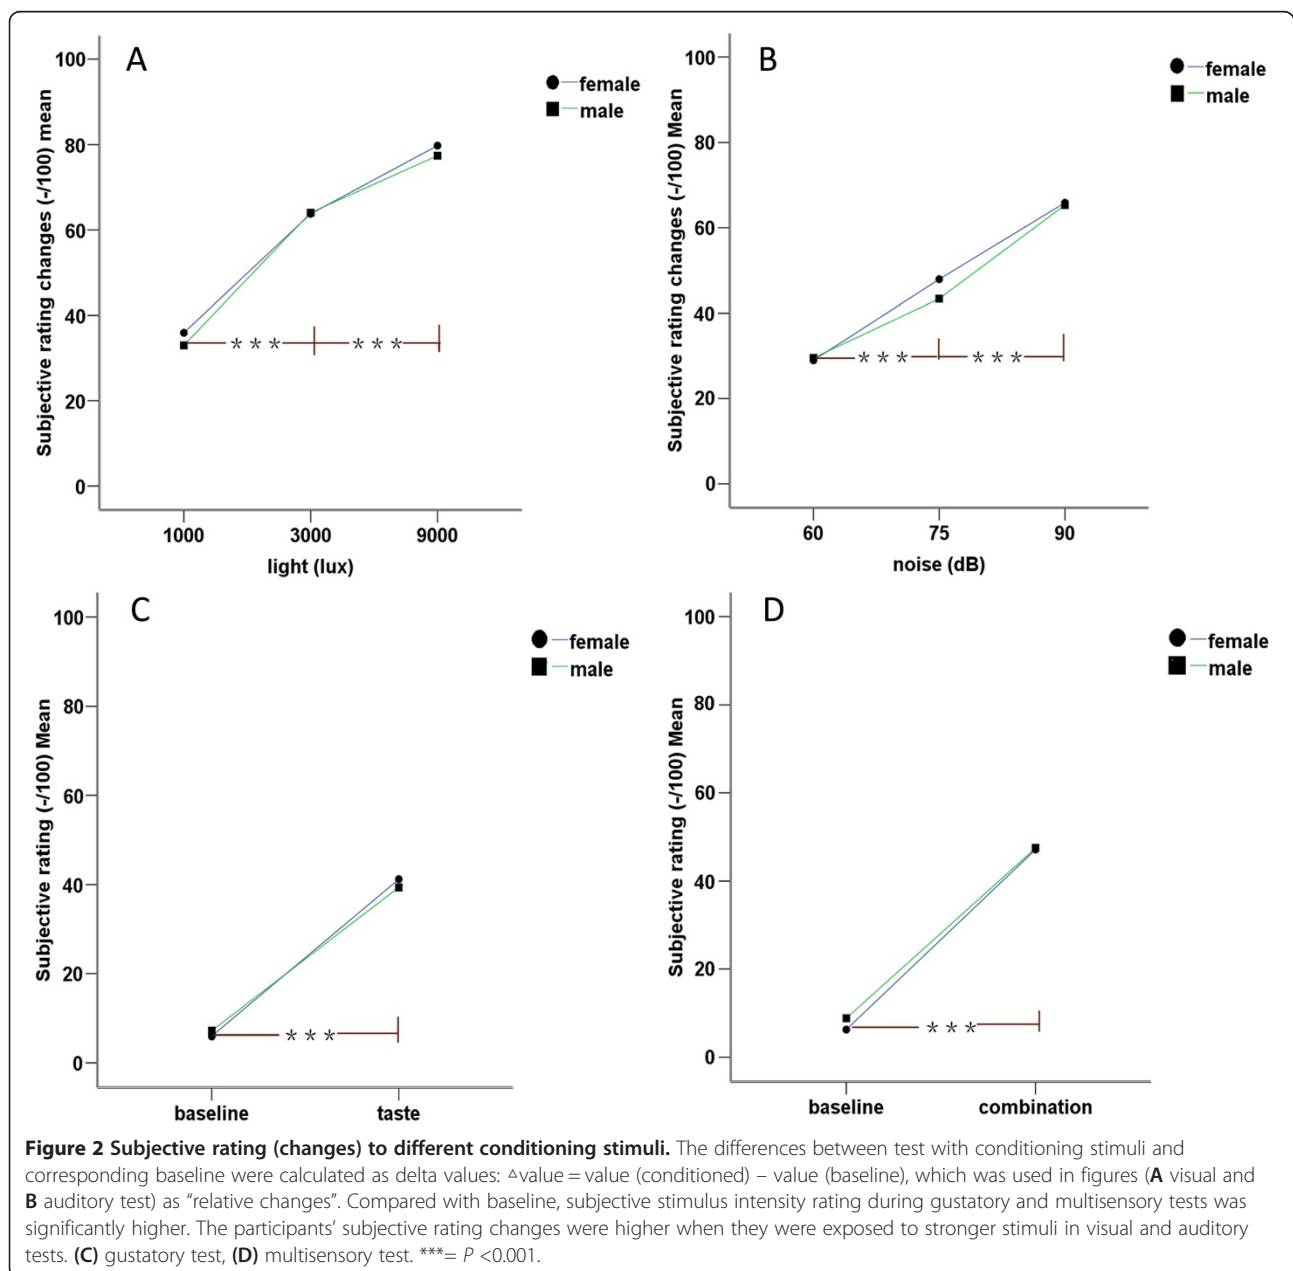 A
Subjective rating changes (-/100) mean
100
80
60
40
20
0
female
male
*** ***
1000 3000 9000
light (lux)
B
Subjective rating changes (-/100) Mean
100
80
60
40
20
0
female
male
*** ***
60 75 90
noise (dB)
C
Subjective rating (-/100) Mean
100
80
60
40
20
0
female
male
***
baseline taste
D
Subjective rating (-/100) Mean
100
80
60
40
20
0
female
male
***
baseline combination
Figure 2 Subjective rating (changes) to different conditioning stimuli. The differences between test with conditioning stimuli and
corresponding baseline were calculated as delta values: △value = value (conditioned) – value (baseline), which was used in figures (A visual and
B auditory test) as “relative changes”. Compared with baseline, subjective stimulus intensity rating during gustatory and multisensory tests was
significantly higher. The participants’ subjective rating changes were higher when they were exposed to stronger stimuli in visual and auditory
tests. (C) gustatory test, (D) multisensory test. ***= P <0.001.